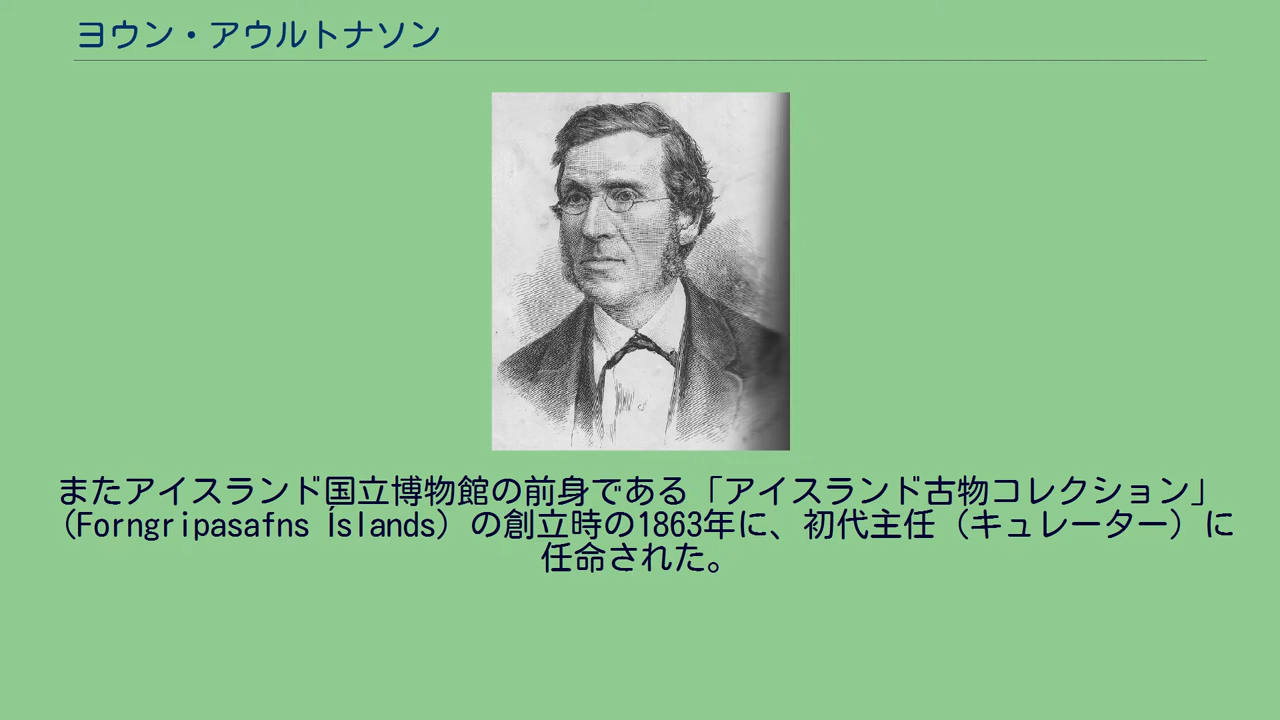 ヨウン・アウルトナソン
またアイスランド国立博物館の前身である「アイスランド古物コレクション」
（Forngripasafns Íslands）の創立時の1863年に、初代主任（キュレーター）に
任命された。